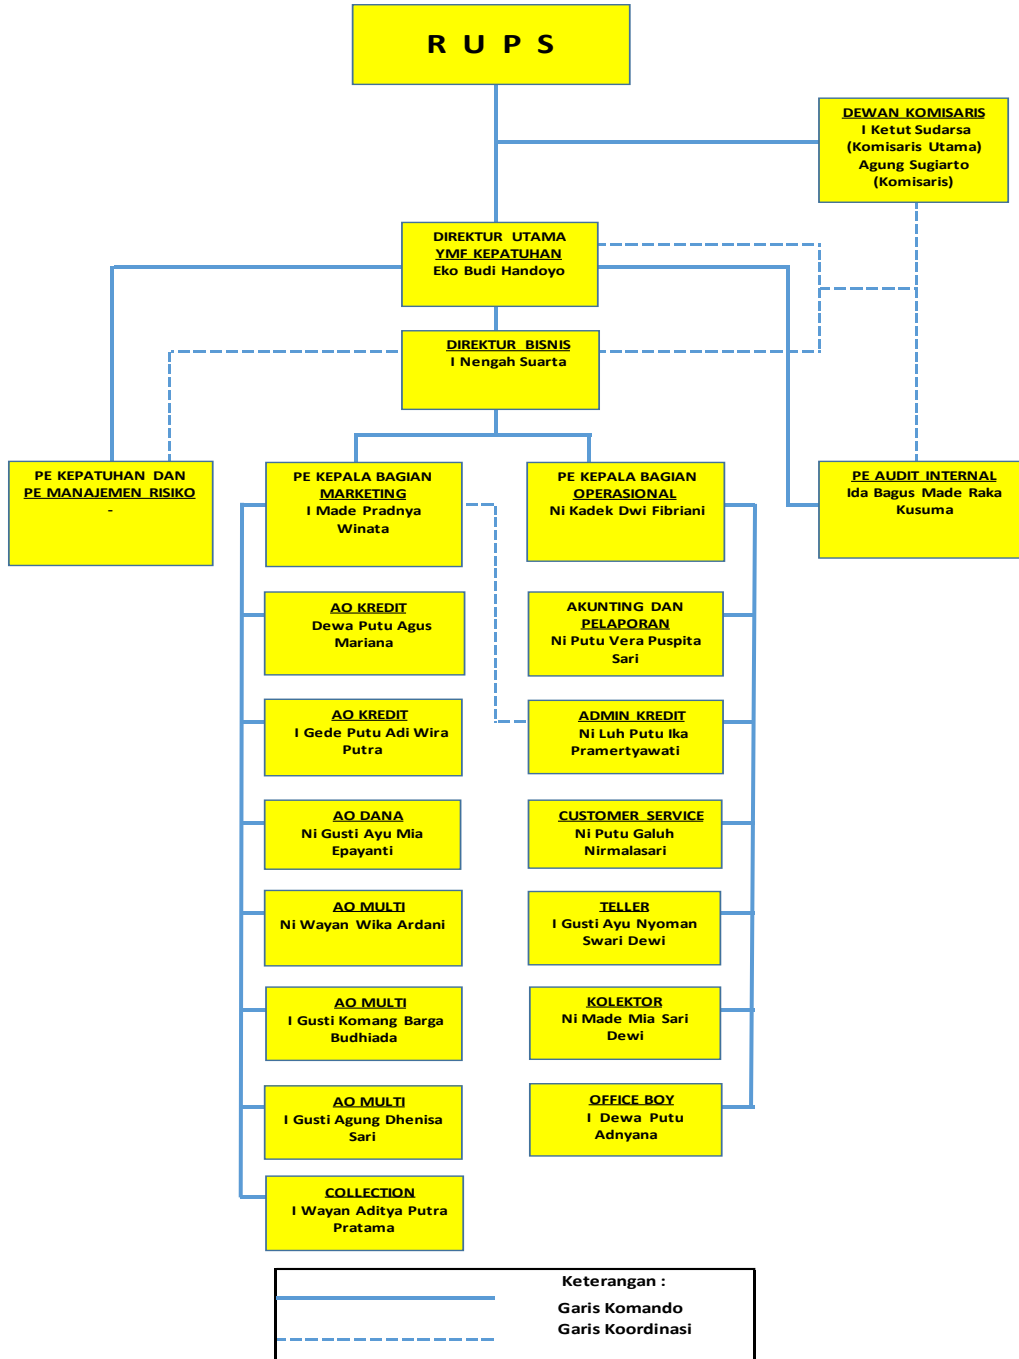 R U P S
DEWAN KOMISARIS
I Ketut Sudarsa
(Komisaris Utama)
Agung Sugiarto
(Komisaris)
DIREKTUR UTAMA
YMF KEPATUHAN
Eko Budi Handoyo
DIREKTUR BISNIS
I Nengah Suarta
PE KEPATUHAN DAN
PE MANAJEMEN RISIKO
-
PE KEPALA BAGIAN
MARKETING
I Made Pradnya
Winata
PE KEPALA BAGIAN
OPERASIONAL
Ni Kadek Dwi Fibriani
PE AUDIT INTERNAL
Ida Bagus Made Raka
Kusuma
AO KREDIT
Dewa Putu Agus
Mariana
AKUNTING DAN
PELAPORAN
Ni Putu Vera Puspita
Sari
AO KREDIT
I Gede Putu Adi Wira
Putra
ADMIN KREDIT
Ni Luh Putu Ika
Pramertyawati
AO DANA
Ni Gusti Ayu Mia
Epayanti
CUSTOMER SERVICE
Ni Putu Galuh
Nirmalasari
AO MULTI
Ni Wayan Wika Ardani
TELLER
I Gusti Ayu Nyoman
Swari Dewi
AO MULTI
I Gusti Komang Barga
Budhiada
KOLEKTOR
Ni Made Mia Sari
Dewi
AO MULTI
I Gusti Agung Dhenisa
Sari
OFFICE BOY
I Dewa Putu
Adnyana
COLLECTION
I Wayan Aditya Putra
Pratama
Keterangan :
Garis Komando
Garis Koordinasi